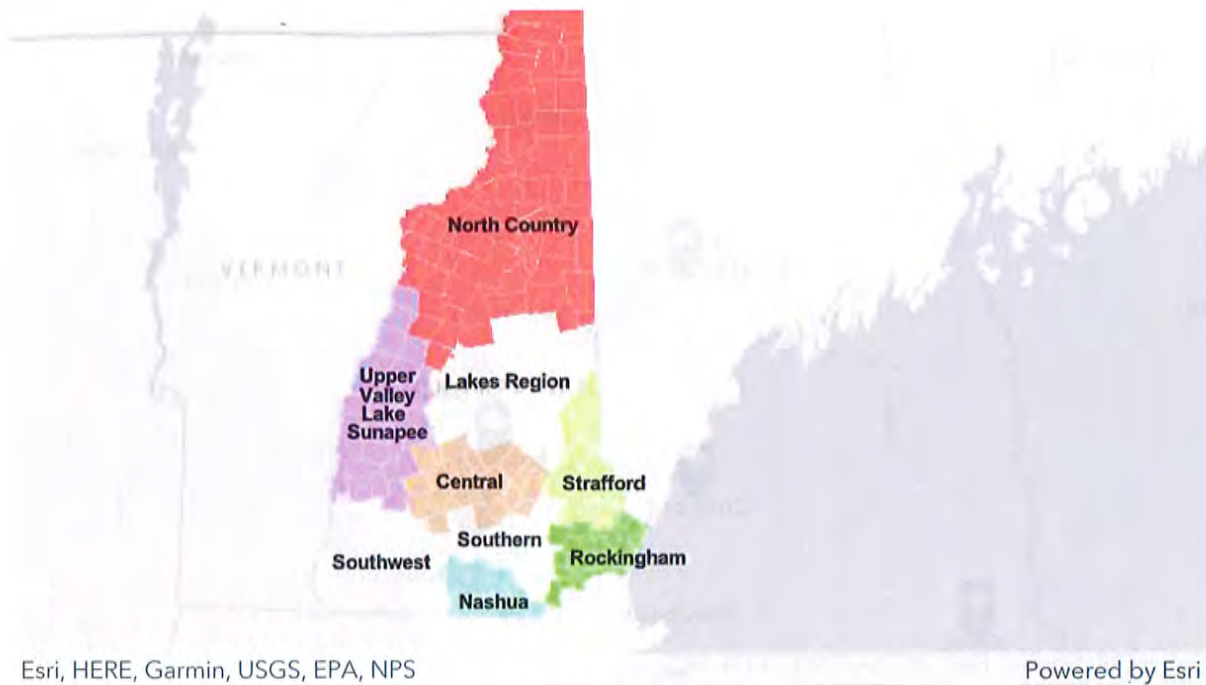 North Country
VERMONT
Upper
Valley
Lake
Sunapee
Lakes Region
Central
Strafford
Southern
Southwest
Rockingham
Nashua
Esri, HERE, Garmin, USGS, EPA, NPS
Powered by Esri